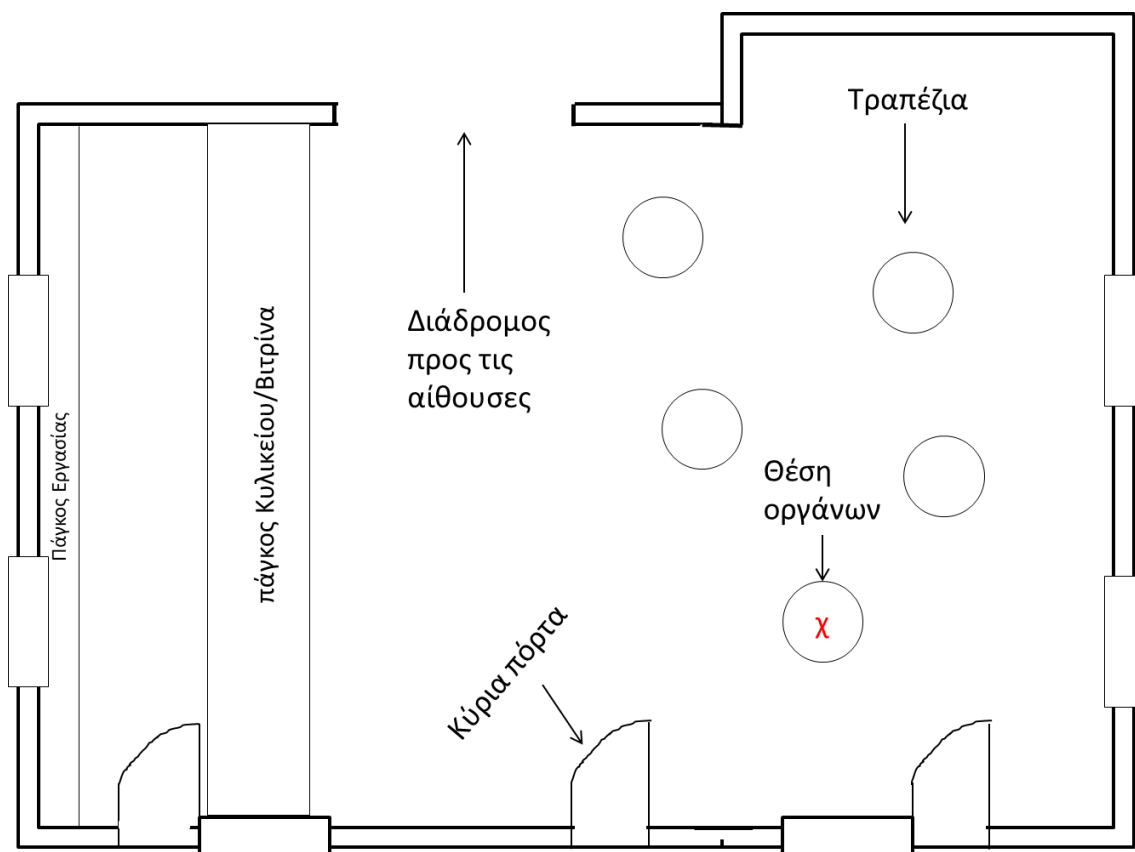 Τραπέζια
Διάδρομος
προς τις
αίθουσες
πάγκος Κυλικείου/Βιτρίνα
Πάγκος Εργασίας
Θέση
οργάνων
χ
Κύρια πόρτα